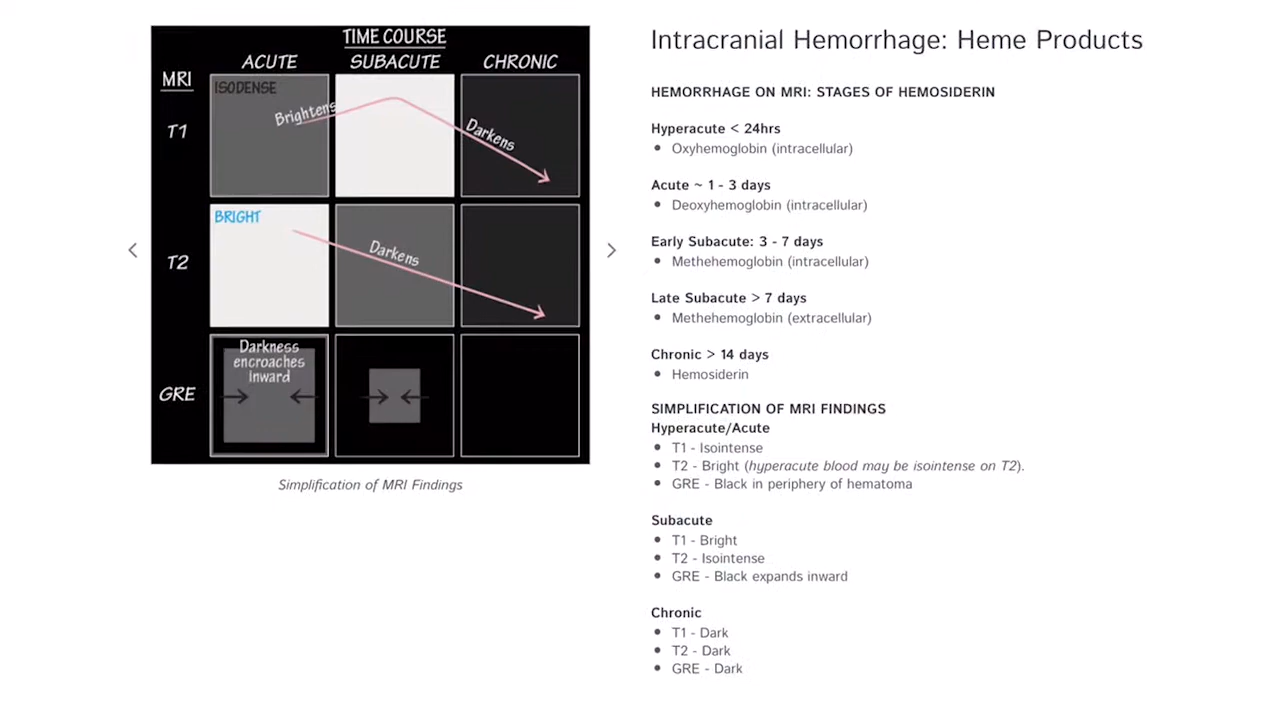 TIME COURSE
ACUTE SUBACUTE CHRONIC
MRI
ISODENSE
Brightens
T1
Darkens
BRIGHT
Darkens
T2
Darkness
encroaches
inward
GRE
Simplification of MRI Findings
Intracranial Hemorrhage: Heme Products
HEMORRHAGE ON MRI: STAGES OF HEMOSIDERIN
Hyperacute < 24hrs
• Oxyhemoglobin (intracellular)
Acute ~ 1 - 3 days
• Deoxyhemoglobin (intracellular)
Early Subacute: 3 - 7 days
• Methehemoglobin (intracellular)
Late Subacute > 7 days
• Methehemoglobin (extracellular)
Chronic > 14 days
• Hemosiderin
SIMPLIFICATION OF MRI FINDINGS
Hyperacute/Acute
• T1 - Isointense
• T2 - Bright (hyperacute blood may be isointense on T2).
• GRE - Black in periphery of hematoma
Subacute
• T1 - Bright
• T2 - Isointense
• GRE - Black expands inward
Chronic
• T1 - Dark
• T2 - Dark
• GRE - Dark